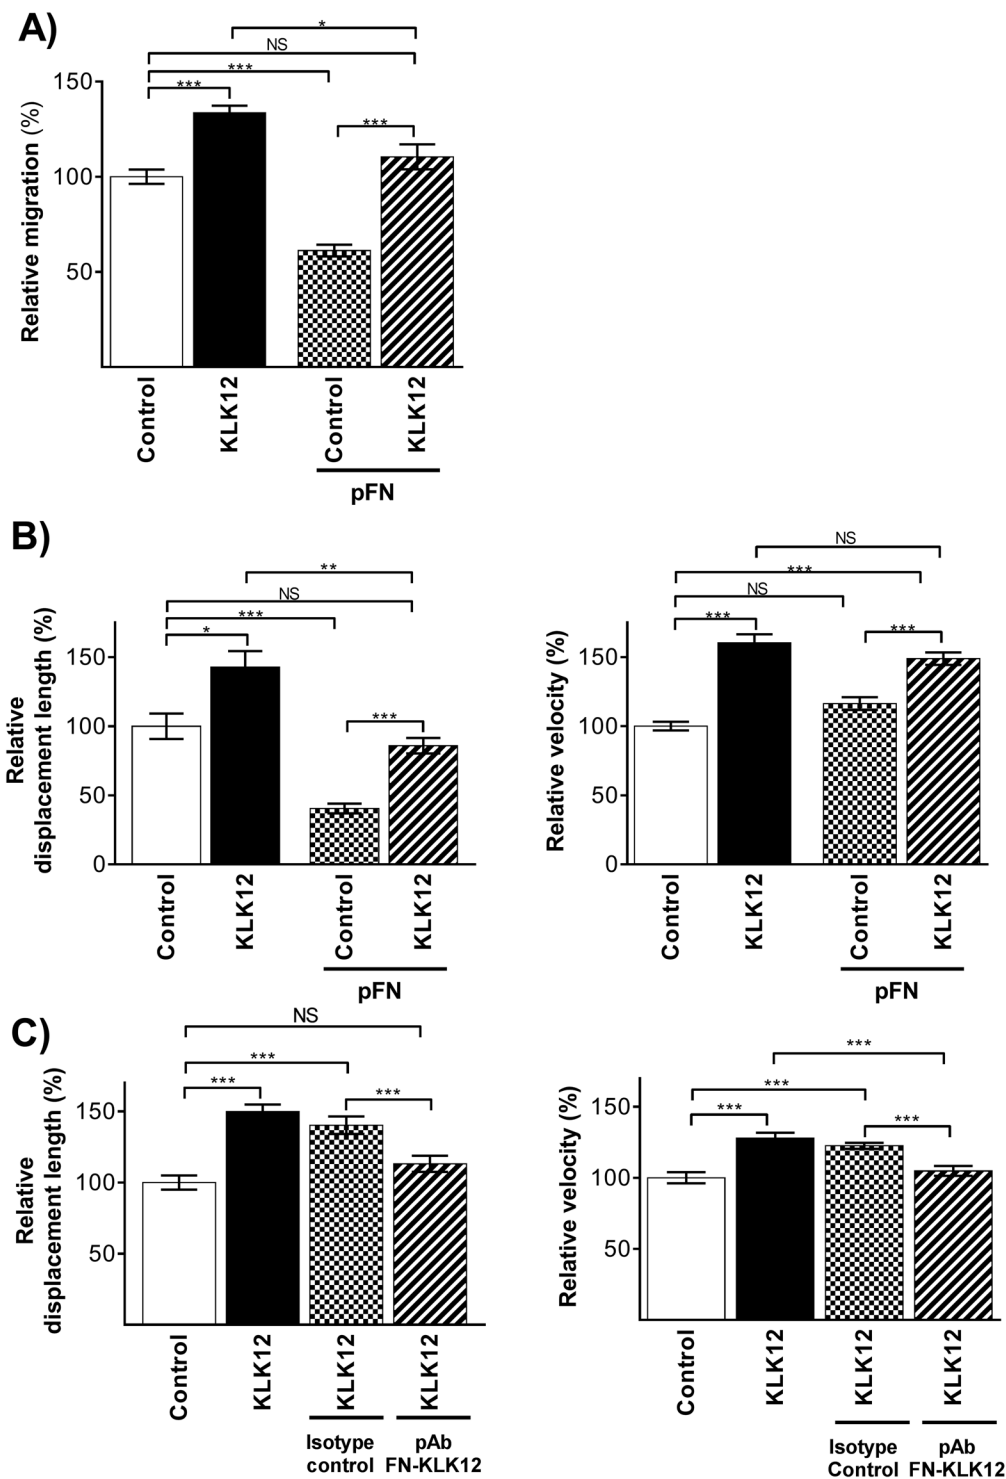 A)
*
NS
***
***
***
150
100
50
Relative migration (%)
Control
KLK12
Control
KLK12
pFN
B)
**
NS
***
*
***
150
100
50
0
Relative
displacement length (%)
Control
KLK12
Control
KLK12
pFN
NS
***
NS
***
***
150
100
50
0
Relative velocity (%)
Control
KLK12
Control
KLK12
pFN
C)
NS
***
***
***
150
100
50
Relative
displacement length (%)
Control
KLK12
KLK12
KLK12
Isotype
control
pAb
FN-KLK12
***
***
***
***
150
100
50
Relative velocity (%)
Control
KLK12
KLK12
KLK12
Isotype
Control
pAb
FN-KLK12